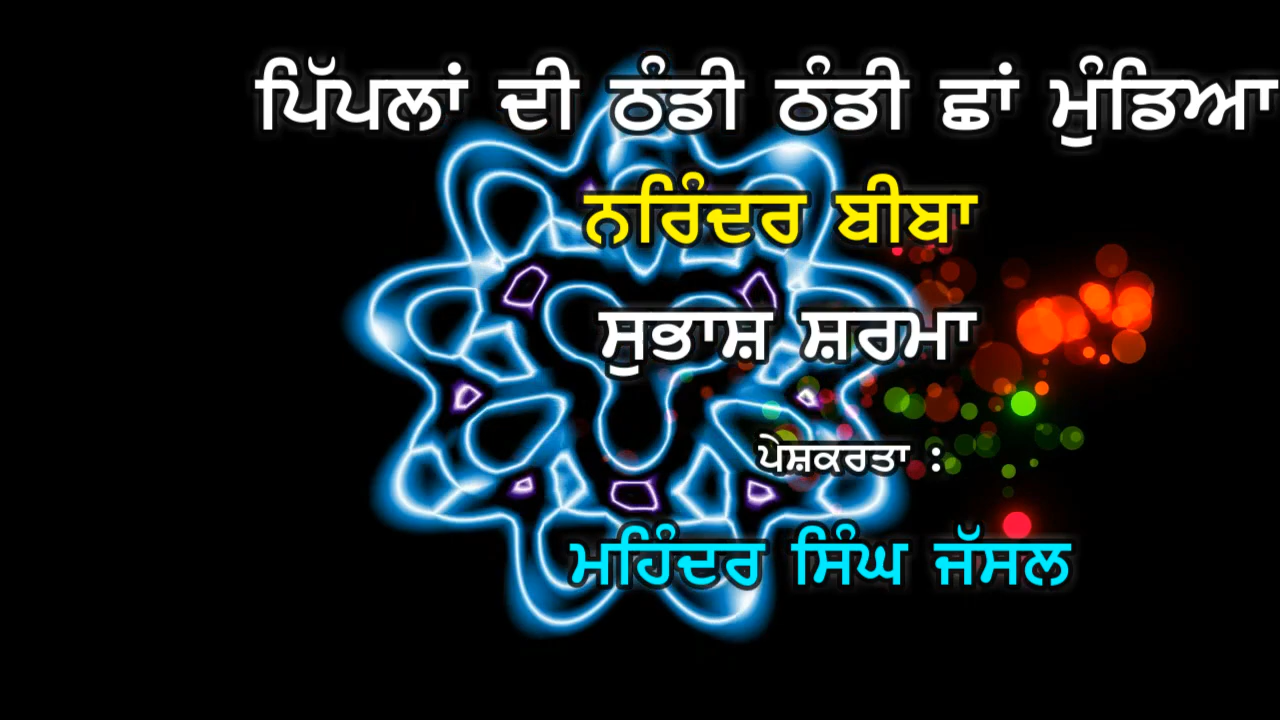 ਪਿੱਪਲਾਂ ਦੀ ਠੰਡੀ ਠੰਡੀ ਛਾਂ ਮੁੰਡਿਆ
ਨਰਿੰਦਰ ਬੀਬਾ
ਸੁਭਾਸ਼ ਸ਼ਰਮਾ
ਪੇਸ਼ਕਰਤਾ :
ਮਹਿੰਦਰ ਸਿੰਘ ਜੱਸਲ